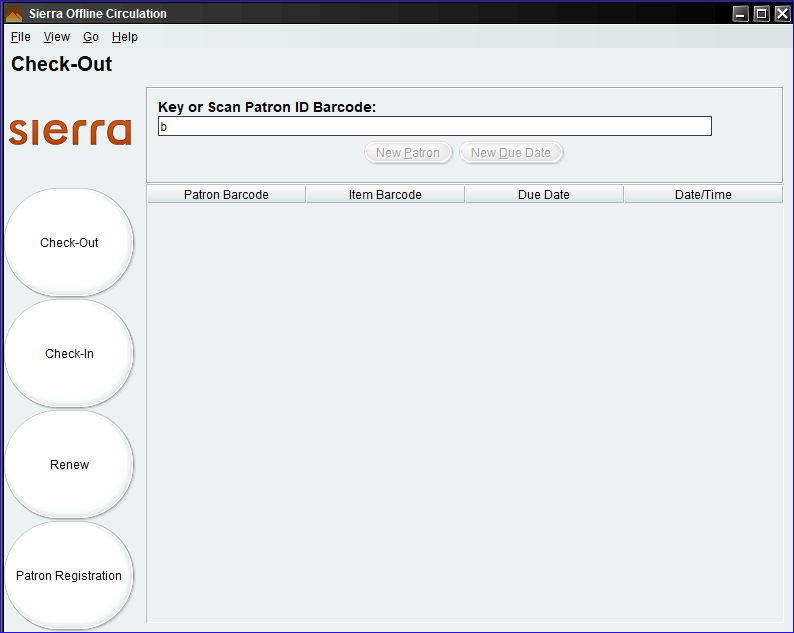 Sierra Offline Circulation
File View Go Help
Check-Out
sierra
Key or Scan Patron ID Barcode:
b
New Patron New Due Date
Patron Barcode Item Barcode Due Date Date/Time
Check-Out
Check-In
Renew
Patron Registration